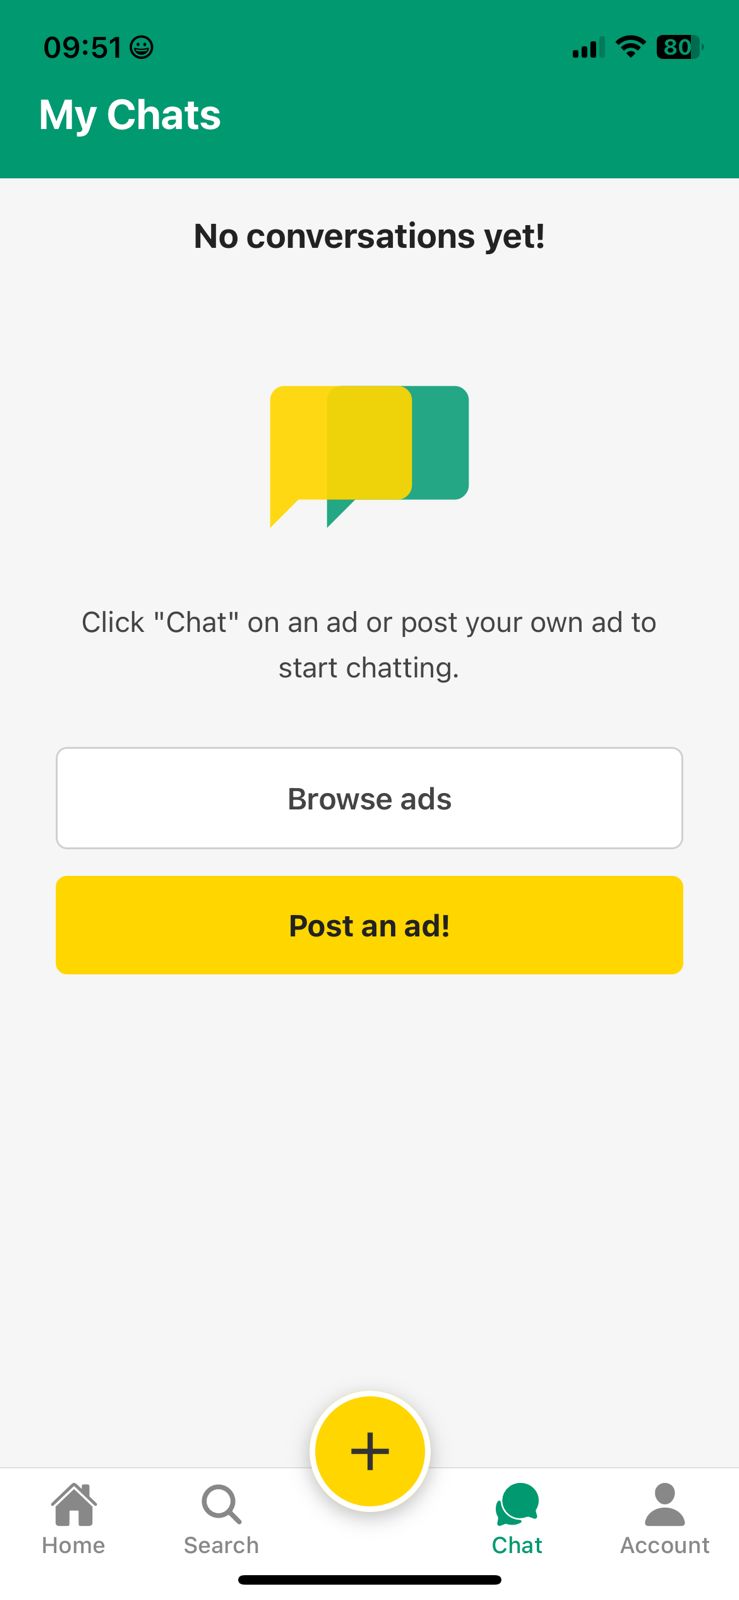 09:51
80
My Chats
No conversations yet!
Click "Chat" on an ad or post your own ad to
start chatting.
Browse ads
Post an ad!
Home
Search
Chat
Account